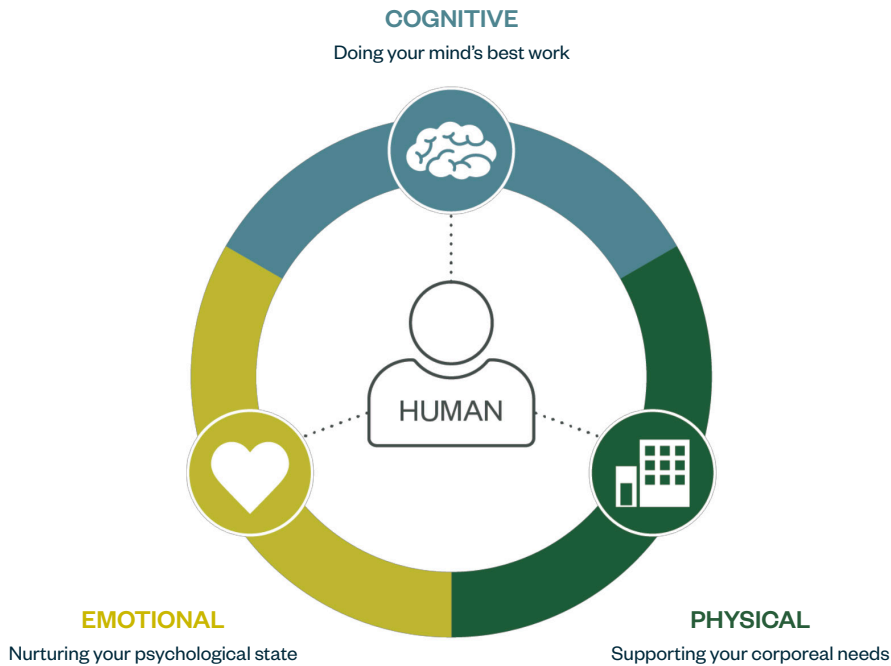 COGNITIVE
Doing your mind’s best work
HUMAN
EMOTIONAL
Nurturing your psychological state
PHYSICAL
Supporting your corporeal needs